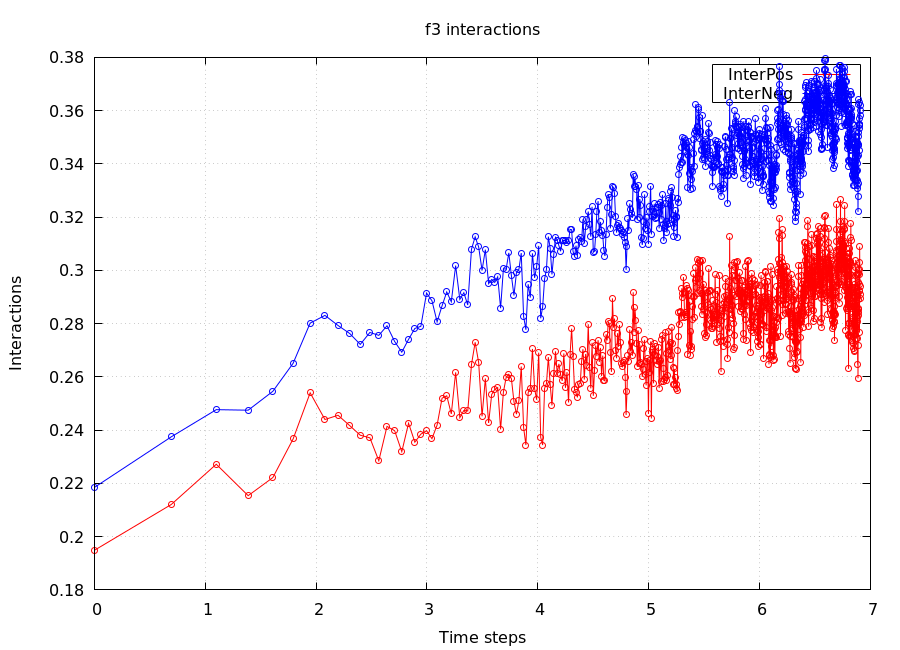 f3 interactions
0.38
0.36
0.34
0.32
0.3
0.28
0.26
0.24
0.22
0.2
0.18
InterPos
InterNeg
Interactions
0 1 2 3 4 5 6 7
Time steps